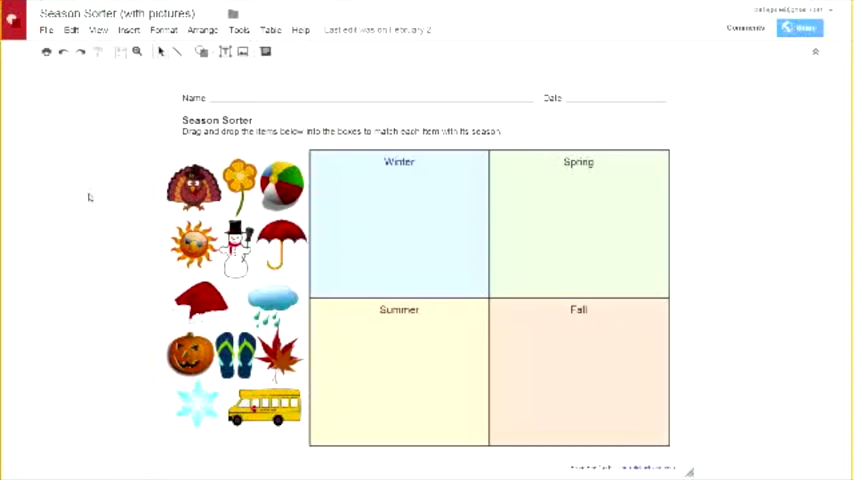 Season Sorter (with pictures)
File Edit View Insert Format Arrange Tools Table Help Last edit was on February 2
Comments Share
Name Date
Season Sorter
Drag and drop the items below into the boxes to match each item with its season.
Winter Spring
Summer Fall